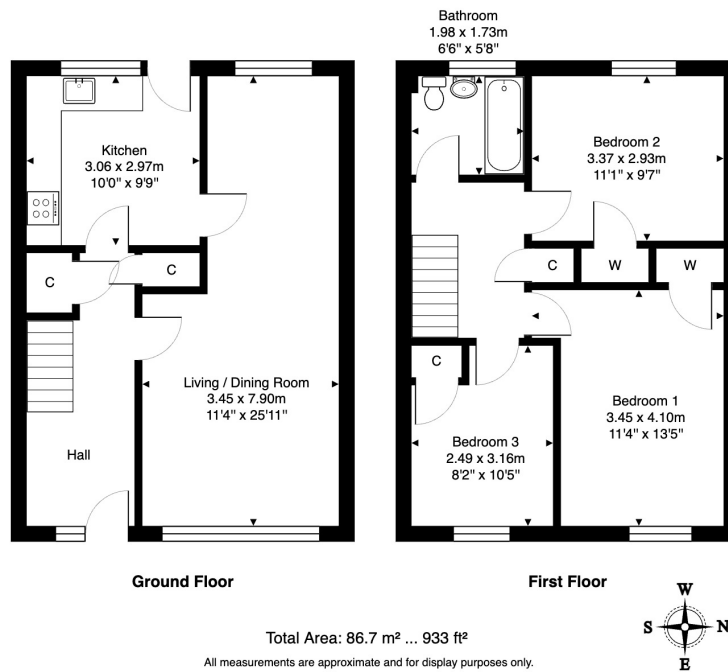 Bathroom
1.98 x 1.73m
6'6" x 5'8"
Kitchen
3.06 x 2.97m
10'0" x 9'9"
C
C
Living / Dining Room
3.45 x 7.90m
11'4" x 25'11"
Hall
Ground Floor
Bedroom 2
3.37 x 2.93m
11'1" x 9'7"
C
W
W
C
Bedroom 1
3.45 x 4.10m
11'4" x 13'5"
Bedroom 3
2.49 x 3.16m
8'2" x 10'5"
First Floor
W
S
N
E
Total Area: 86.7 m² ... 933 ft²
All measurements are approximate and for display purposes only.